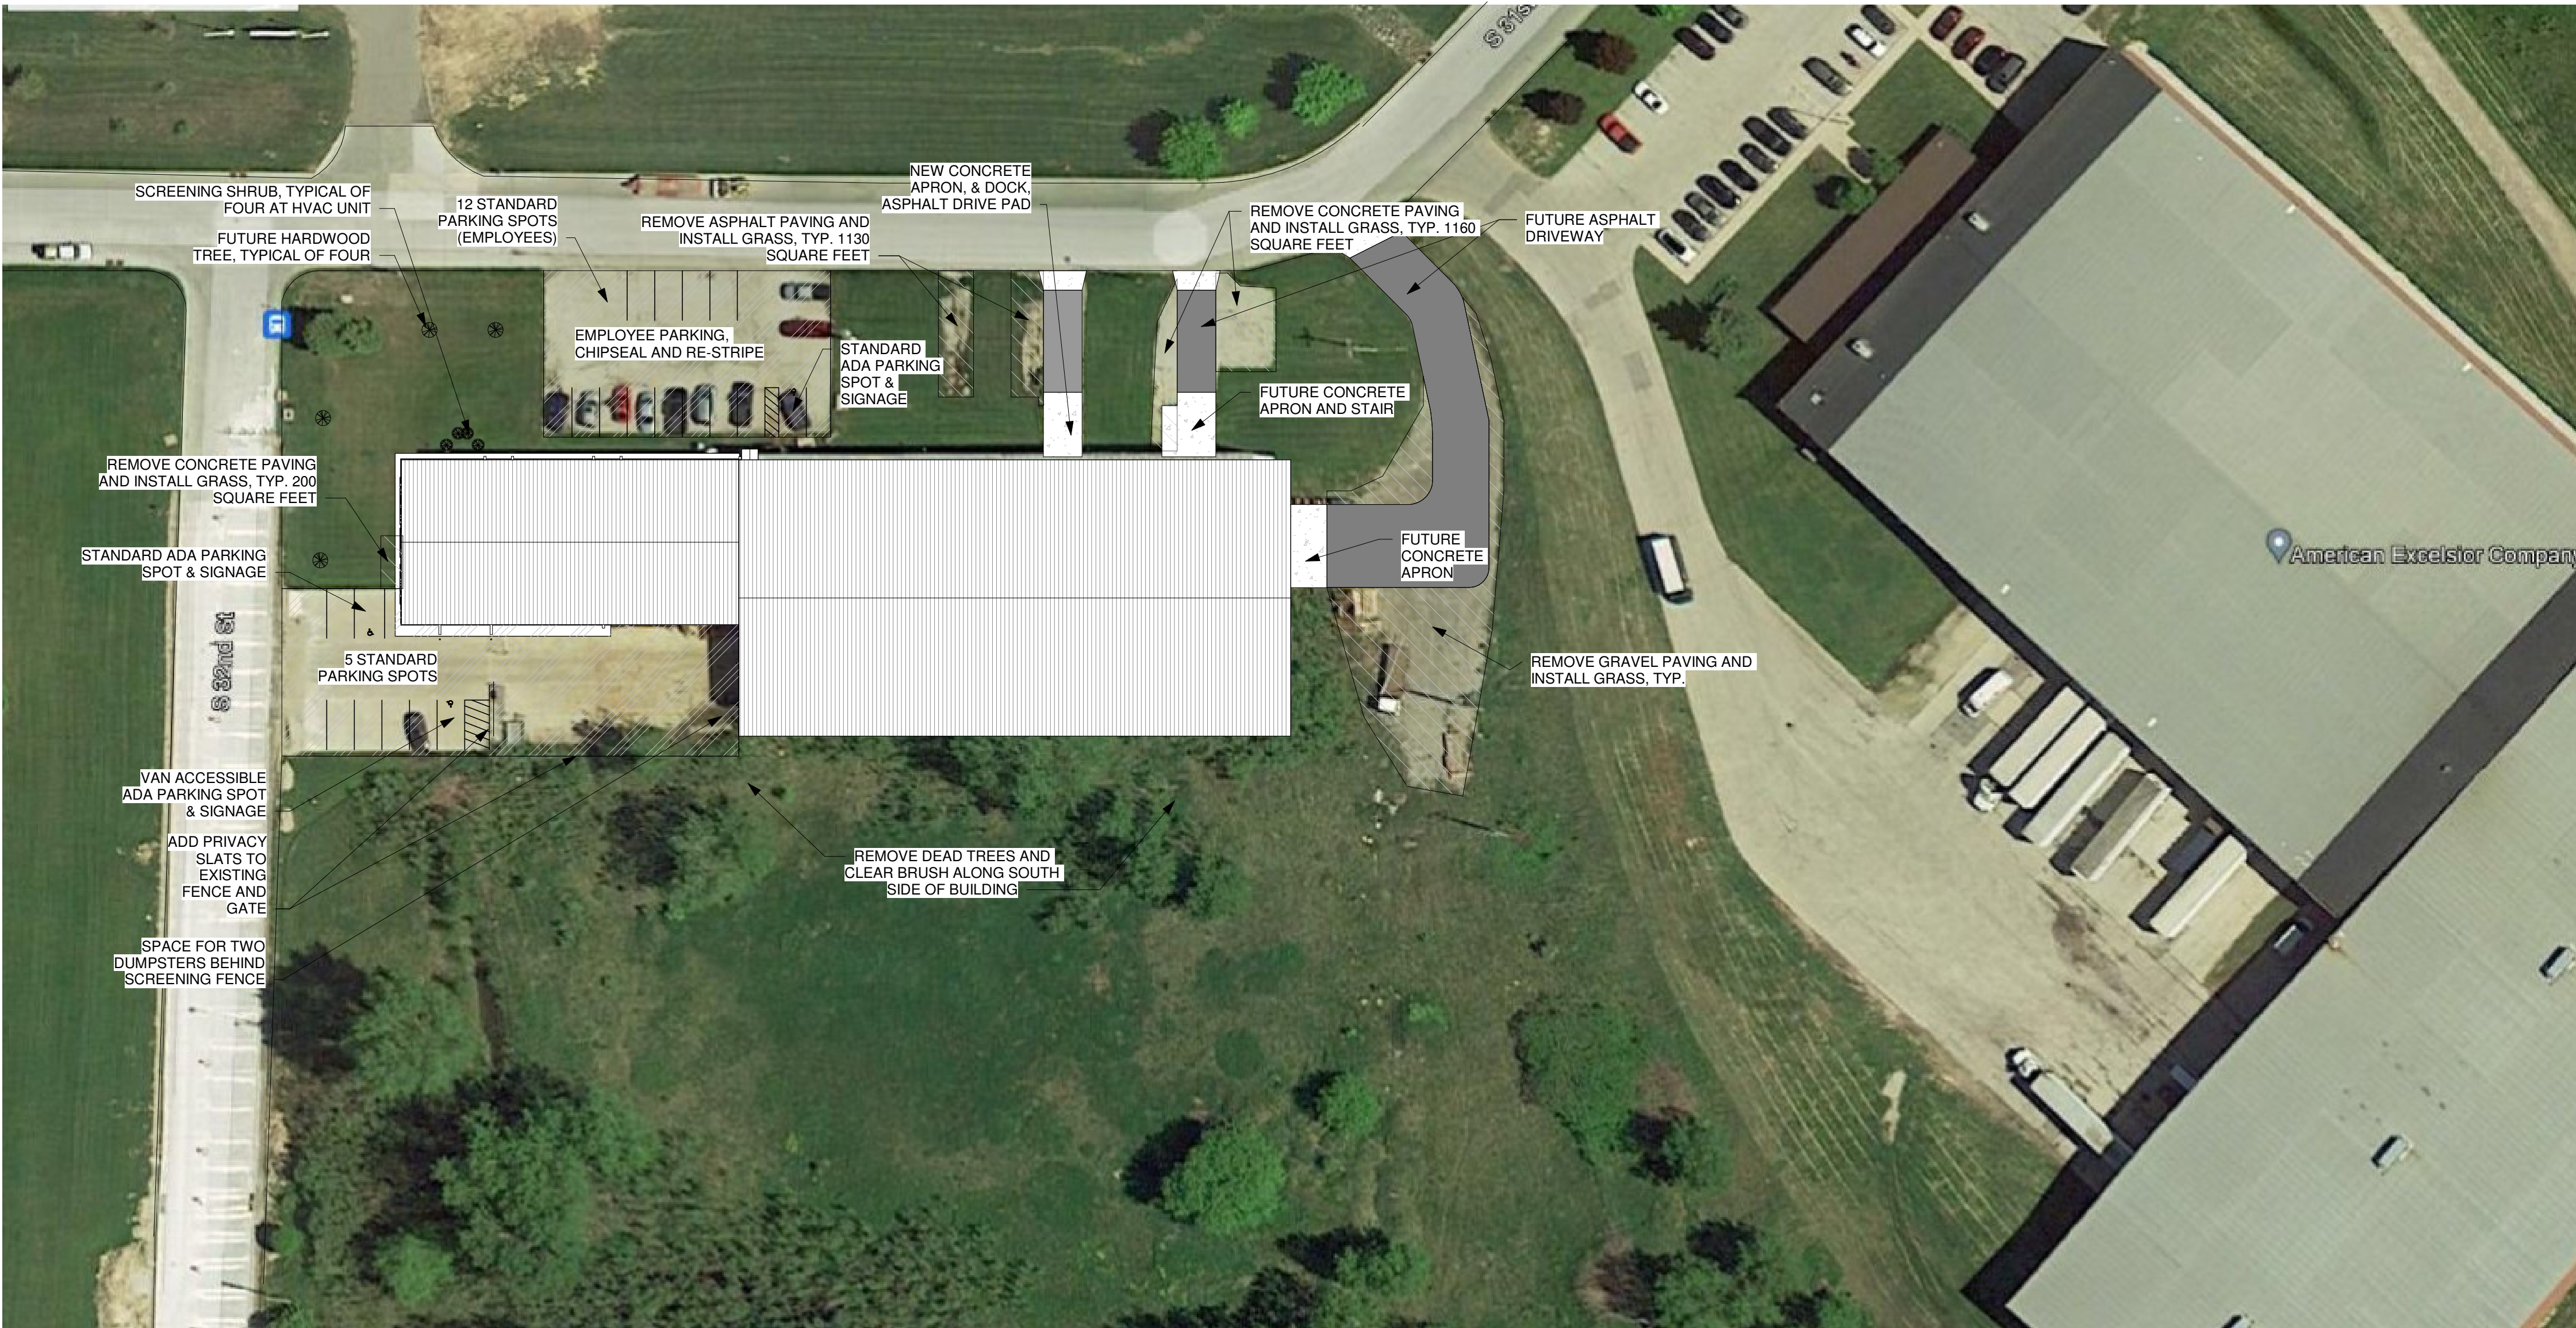 S 31st
SCREENING SHRUB, TYPICAL OF
FOUR AT HVAC UNIT
FUTURE HARDWOOD
TREE, TYPICAL OF FOUR
12 STANDARD
PARKING SPOTS
(EMPLOYEES)
REMOVE ASPHALT PAVING AND
INSTALL GRASS, TYP. 1130
SQUARE FEET
NEW CONCRETE
APRON, & DOCK,
ASPHALT DRIVE PAD
REMOVE CONCRETE PAVING
AND INSTALL GRASS, TYP. 1160
SQUARE FEET
FUTURE ASPHALT
DRIVEWAY
EMPLOYEE PARKING,
CHIPSEAL AND RE-STRIPE
STANDARD
ADA PARKING
SPOT &
SIGNAGE
FUTURE CONCRETE
APRON AND STAIR
REMOVE CONCRETE PAVING
AND INSTALL GRASS, TYP. 200
SQUARE FEET
STANDARD ADA PARKING
SPOT & SIGNAGE
FUTURE
CONCRETE
APRON
American Excelsior Company
S 32nd St
5 STANDARD
PARKING SPOTS
REMOVE GRAVEL PAVING AND
INSTALL GRASS, TYP.
VAN ACCESSIBLE
ADA PARKING SPOT
& SIGNAGE
ADD PRIVACY
SLATS TO
EXISTING
FENCE AND
GATE
REMOVE DEAD TREES AND
CLEAR BRUSH ALONG SOUTH
SIDE OF BUILDING
SPACE FOR TWO
DUMPSTERS BEHIND
SCREENING FENCE